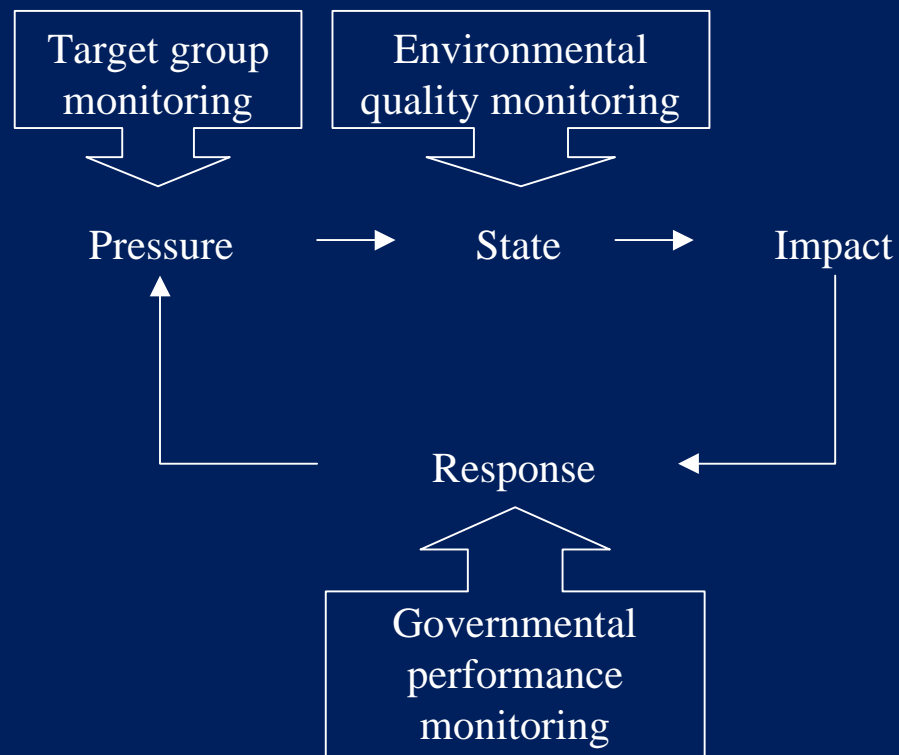 Target group
monitoring
Environmental
quality monitoring
Pressure
State
Impact
Response
Governmental
performance
monitoring